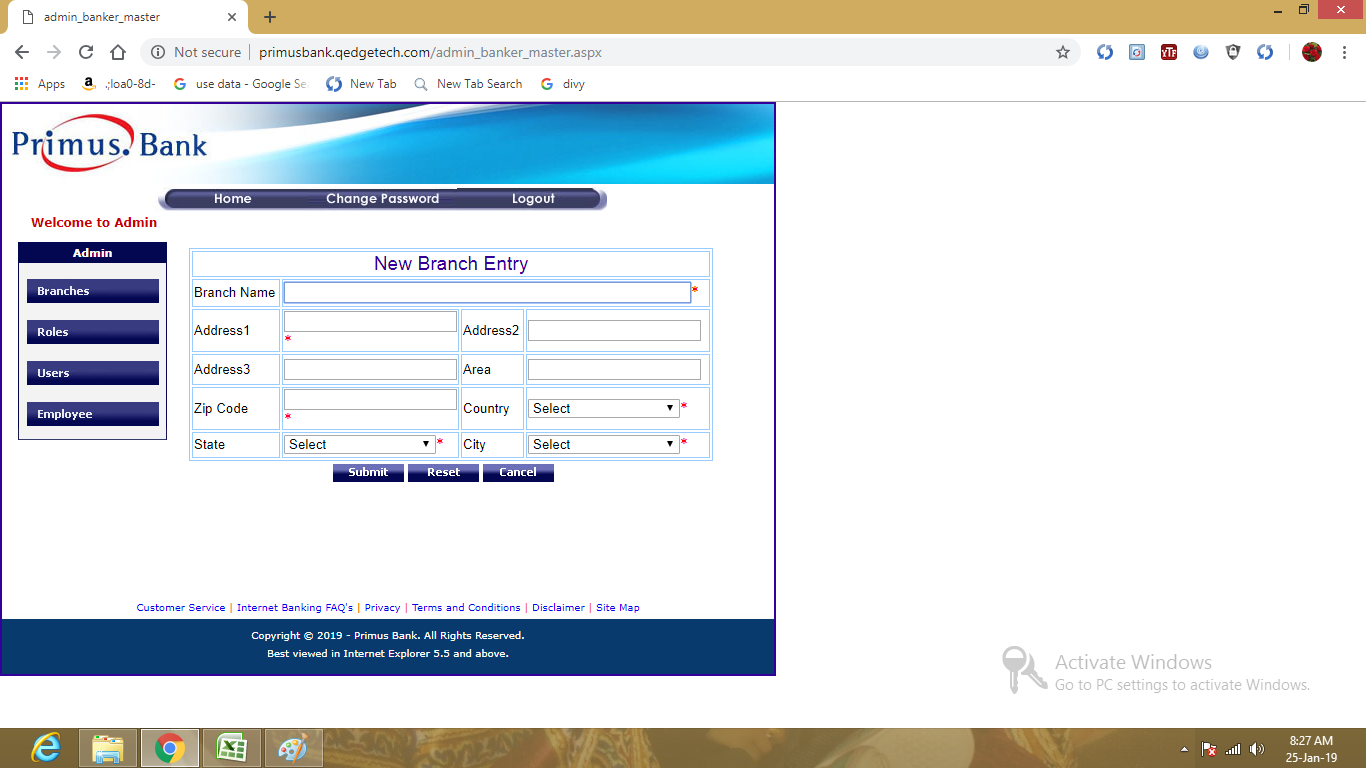 admin_banker_master
Not secure | primusbank.qedgetech.com/admin_banker_master.aspx
YTF
Apps .;loa0-8d- use data - Google Se New Tab New Tab Search divy
Primus. Bank
Home Change Password Logout
Welcome to Admin
Admin
Branches
Roles
Users
Employee
New Branch Entry
Branch Name *
Address1 * Address2
Address3 Area
Zip Code * Country Select *
State Select * City Select *
Submit Reset Cancel
Customer Service | Internet Banking FAQ's | Privacy | Terms and Conditions | Disclaimer | Site Map
Copyright © 2019 - Primus Bank. All Rights Reserved.
Best viewed in Internet Explorer 5.5 and above.
Activate Windows
Go to PC settings to activate Windows.
8:27 AM
25-Jan-19